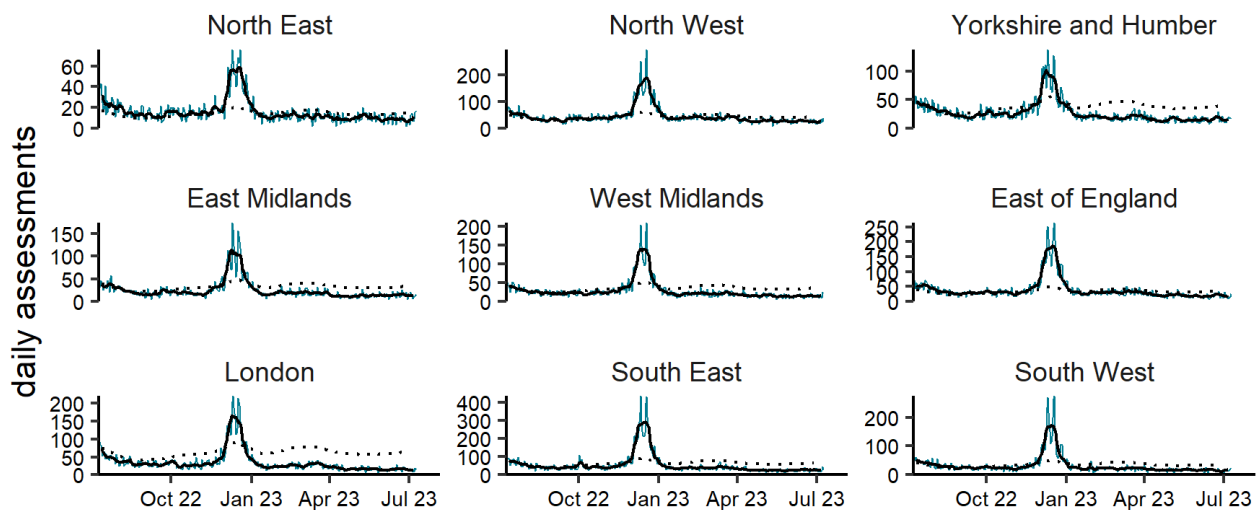 daily assessments
North East
60
40
20
0
North West
200
100
0
Yorkshire and Humber
100
50
0
East Midlands
150
100
50
0
West Midlands
200
150
100
50
0
East of England
250
200
150
100
50
0
London
200
150
100
50
0
Oct 22 Jan 23 Apr 23 Jul 23
South East
400
300
200
100
0
Oct 22 Jan 23 Apr 23 Jul 23
South West
200
100
0
Oct 22 Jan 23 Apr 23 Jul 23